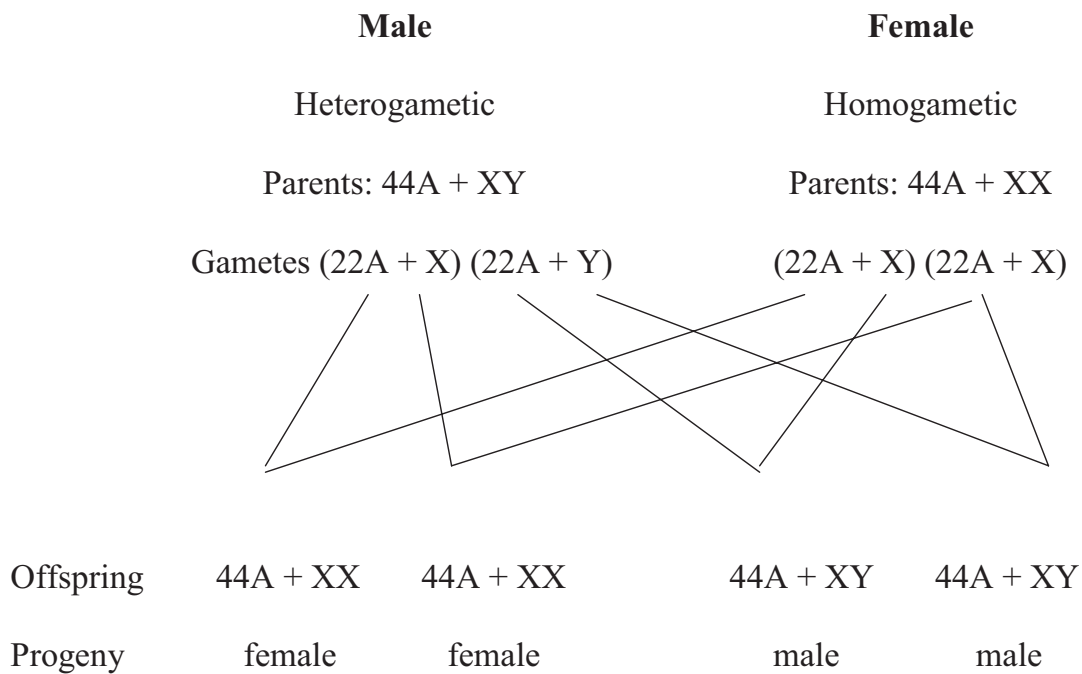 Male Female
Heterogametic Homogametic
Parents: 44A + XY Parents: 44A + XX
Gametes (22A + X) (22A + Y) (22A + X) (22A + X)
Offspring 44A + XX 44A + XX 44A + XY 44A + XY
Progeny female female male male